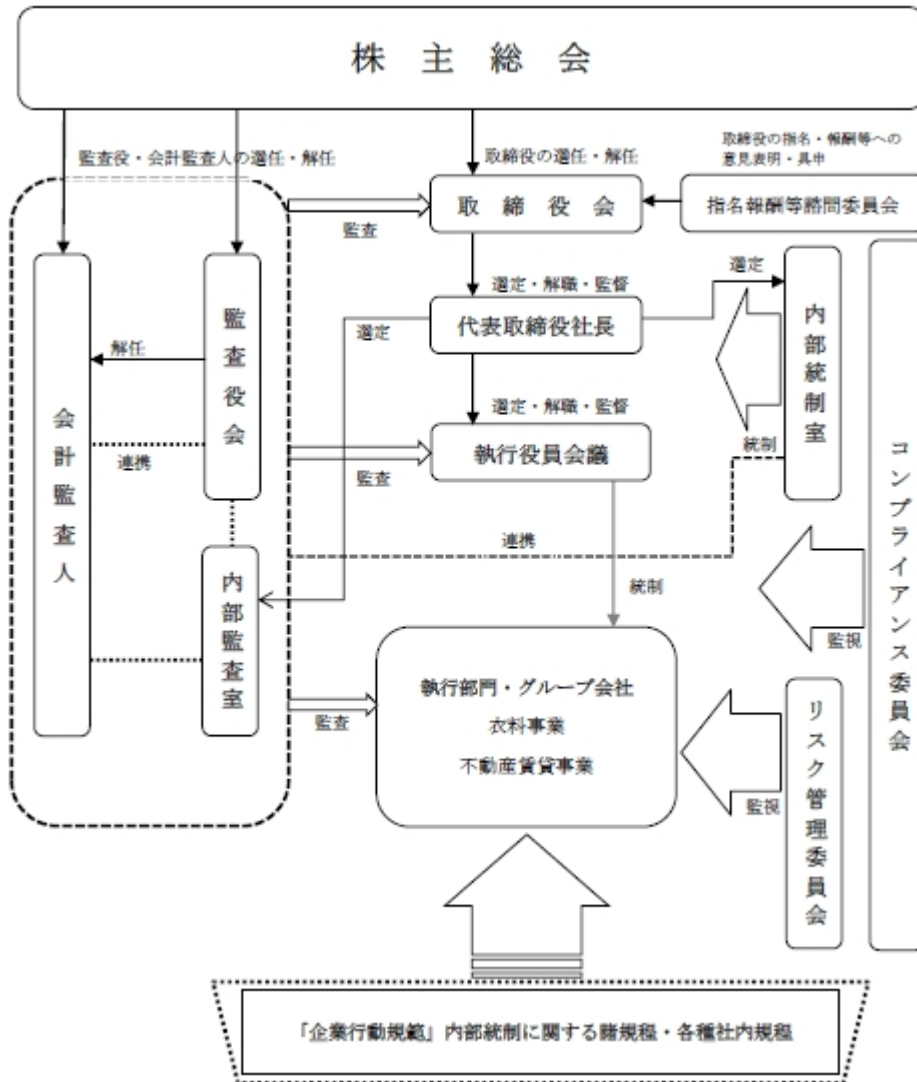 株主総会
監査役・会計監査人の選任・解任
取締役の選任・解任
取締役の指名・報酬等への
意見表明・具申
取締役会
指名報酬等諮問委員会
監査
選定・解職・監督
選定
代表取締役社長
選定
内部統制室
監査役会
解任
会計監査人
連携
選定・解職・監督
執行役員会議
監査
統制
コンプライアンス委員会
連携
内部監査室
統制
監視
執行部門・グループ会社
衣料事業
不動産賃貸事業
監査
リスク管理委員会
監視
「企業行動規範」内部統制に関する諸規程・各種社内規程